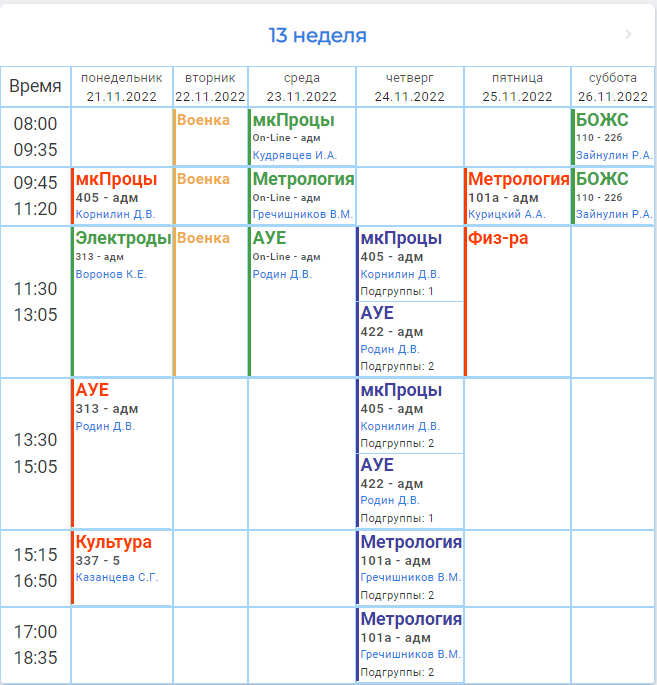 13 неделя
Время
понедельник
21.11.2022
вторник
22.11.2022
среда
23.11.2022
четверг
24.11.2022
пятница
25.11.2022
суббота
26.11.2022
08:00
09:35
Военка
мкПроцы
On-Line - адм
Кудрявцев И.А.
БОЖС
110 - 22б
Зайнулин Р.А.
09:45
11:20
мкПроцы
405 - адм
Корнилин Д.В.
Военка
Метрология
On-Line - адм
Гречишников В.М.
Метрология
101а - адм
Курицкий А.А.
БОЖС
110 - 22б
Зайнулин Р.А.
11:30
13:05
Электроды
313 - адм
Воронов К.Е.
Военка
АУЕ
On-Line - адм
Родин Д.В.
мкПроцы
405 - адм
Корнилин Д.В.
Подгруппы: 1
АУЕ
422 - адм
Родин Д.В.
Подгруппы: 2
Физ-ра
13:30
15:05
АУЕ
313 - адм
Родин Д.В.
мкПроцы
405 - адм
Корнилин Д.В.
Подгруппы: 2
АУЕ
422 - адм
Родин Д.В.
Подгруппы: 1
15:15
16:50
Культура
337 - 5
Казанцева С.Г.
Метрология
101а - адм
Гречишников В.М.
Подгруппы: 2
17:00
18:35
Метрология
101а - адм
Гречишников В.М.
Подгруппы: 2